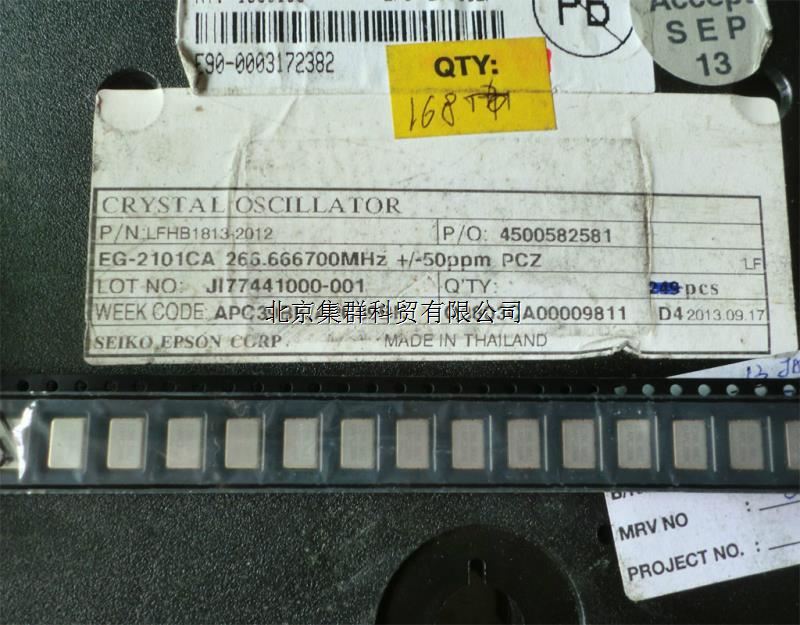 E90-0003172382
QTY:
168
Pb
Accept
SEP
13
CRYSTAL OSCILLATOR
P/N:LFHB1813-2012
P/O: 4500582581
EG-2101CA 266.666700MHz +/-50ppm PCZ
LF
LOT NO: JI77441000-001
Q'TY: 249 pcs
WEEK CODE: A00009811 D4 2013.09.17
北京集群科贸有限公司
SEIKO EPSON CORP. MADE IN THAILAND
MRV NO :
PROJECT NO. :